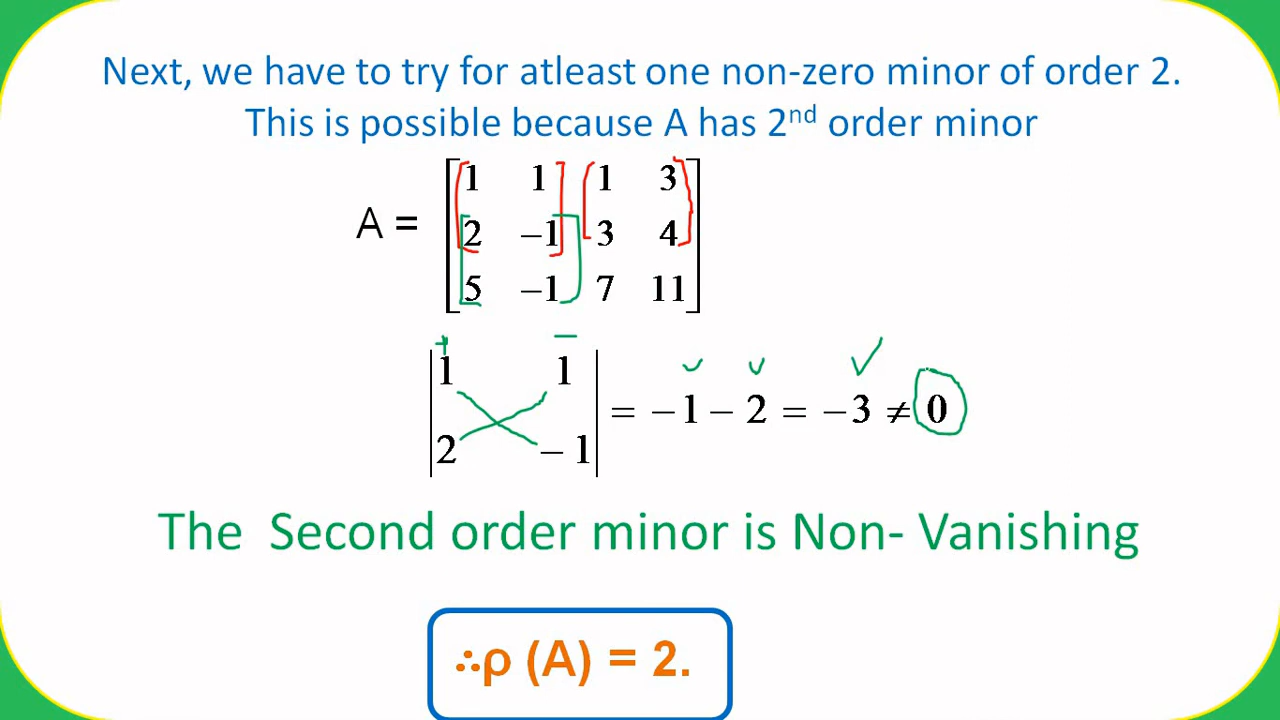 Next, we have to try for atleast one non-zero minor of order 2.
This is possible because A has 2nd order minor
A = [ 1 1 1 3
2 −1 3 4
5 −1 7 11 ]
| 1 1
2 −1 | = −1 − 2 = −3 ≠ 0
The Second order minor is Non- Vanishing
∴ρ (A) = 2.